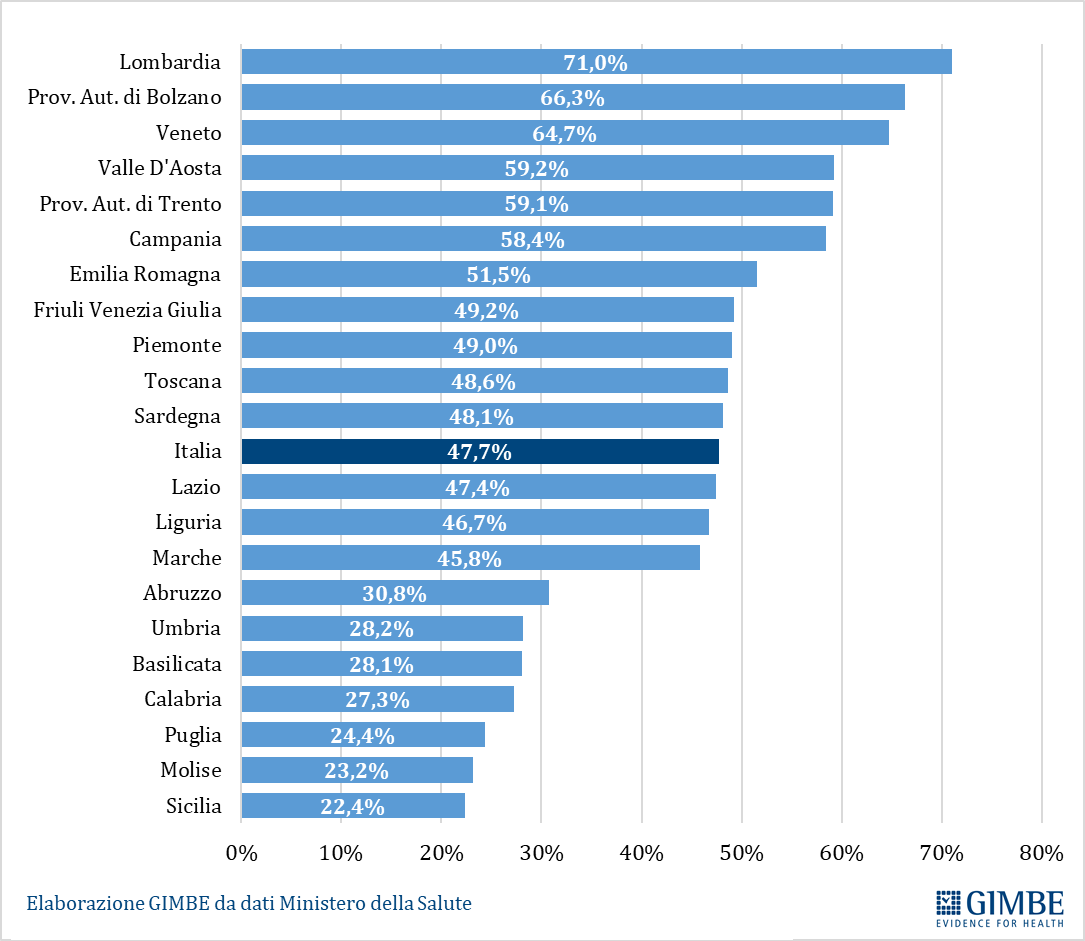 Lombardia 71,0%
Prov. Aut. di Bolzano 66,3%
Veneto 64,7%
Valle D'Aosta 59,2%
Prov. Aut. di Trento 59,1%
Campania 58,4%
Emilia Romagna 51,5%
Friuli Venezia Giulia 49,2%
Piemonte 49,0%
Toscana 48,6%
Sardegna 48,1%
Italia 47,7%
Lazio 47,4%
Liguria 46,7%
Marche 45,8%
Abruzzo 30,8%
Umbria 28,2%
Basilicata 28,1%
Calabria 27,3%
Puglia 24,4%
Molise 23,2%
Sicilia 22,4%
0% 10% 20% 30% 40% 50% 60% 70% 80%
Elaborazione GIMBE da dati Ministero della Salute
GIMBE
EVIDENCE FOR HEALTH